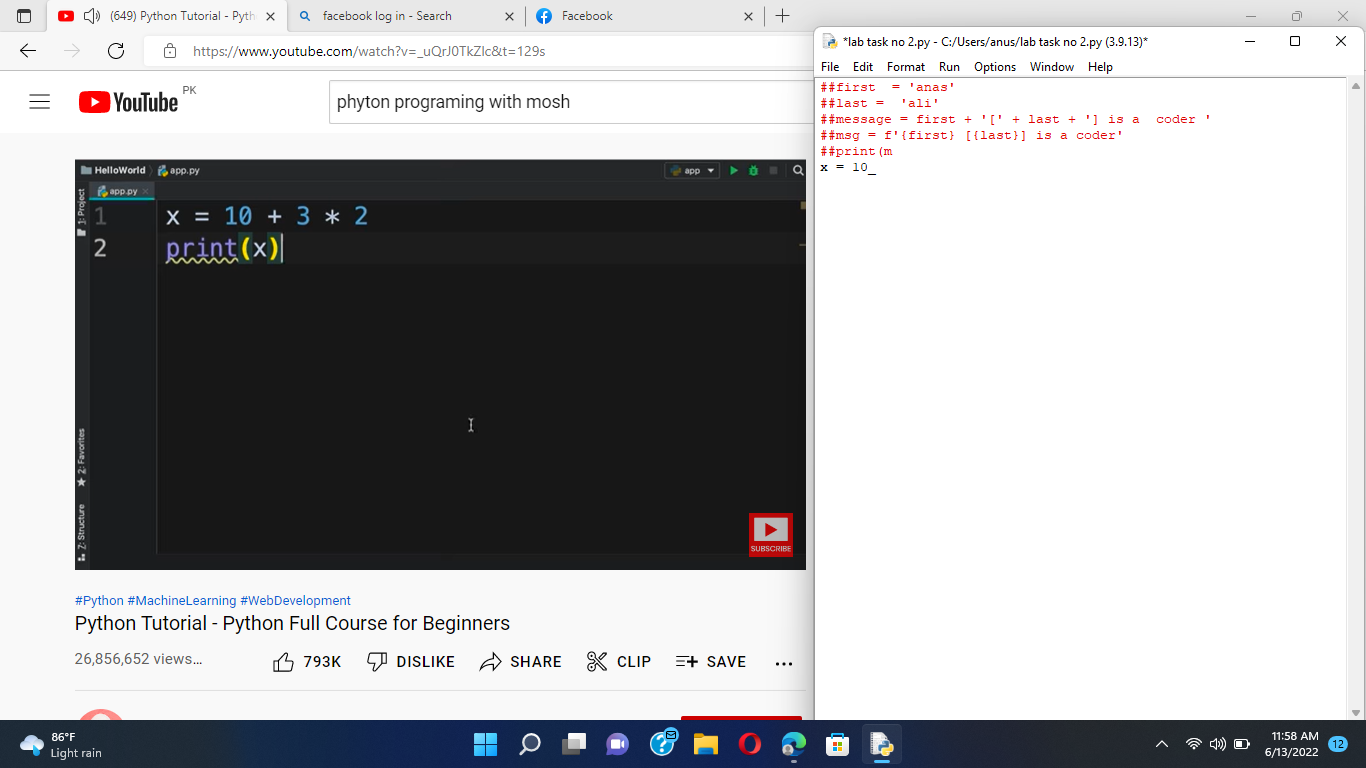 (649) Python Tutorial - Pyth
facebook log in - Search
Facebook
https://www.youtube.com/watch?v=_uQrJ0TkZlc&t=129s
YouTube PK
phyton programing with mosh
HelloWorld
app.py
app
app.py
1: Project
1 x = 10 + 3 * 2
2 print(x)
2: Favorites
Z: Structure
SUBSCRIBE
#Python #MachineLearning #WebDevelopment
Python Tutorial - Python Full Course for Beginners
26,856,652 views...
793K
DISLIKE
SHARE
CLIP
SAVE
...
*lab task no 2.py - C:/Users/anus/lab task no 2.py (3.9.13)*
File Edit Format Run Options Window Help
##first  = 'anas'
##last =  'ali'
##message = first + '[' + last + '] is a  coder '
##msg = f'{first} [{last}] is a coder'
##print(m
x = 10_
86°F
Light rain
11:58 AM
6/13/2022
12